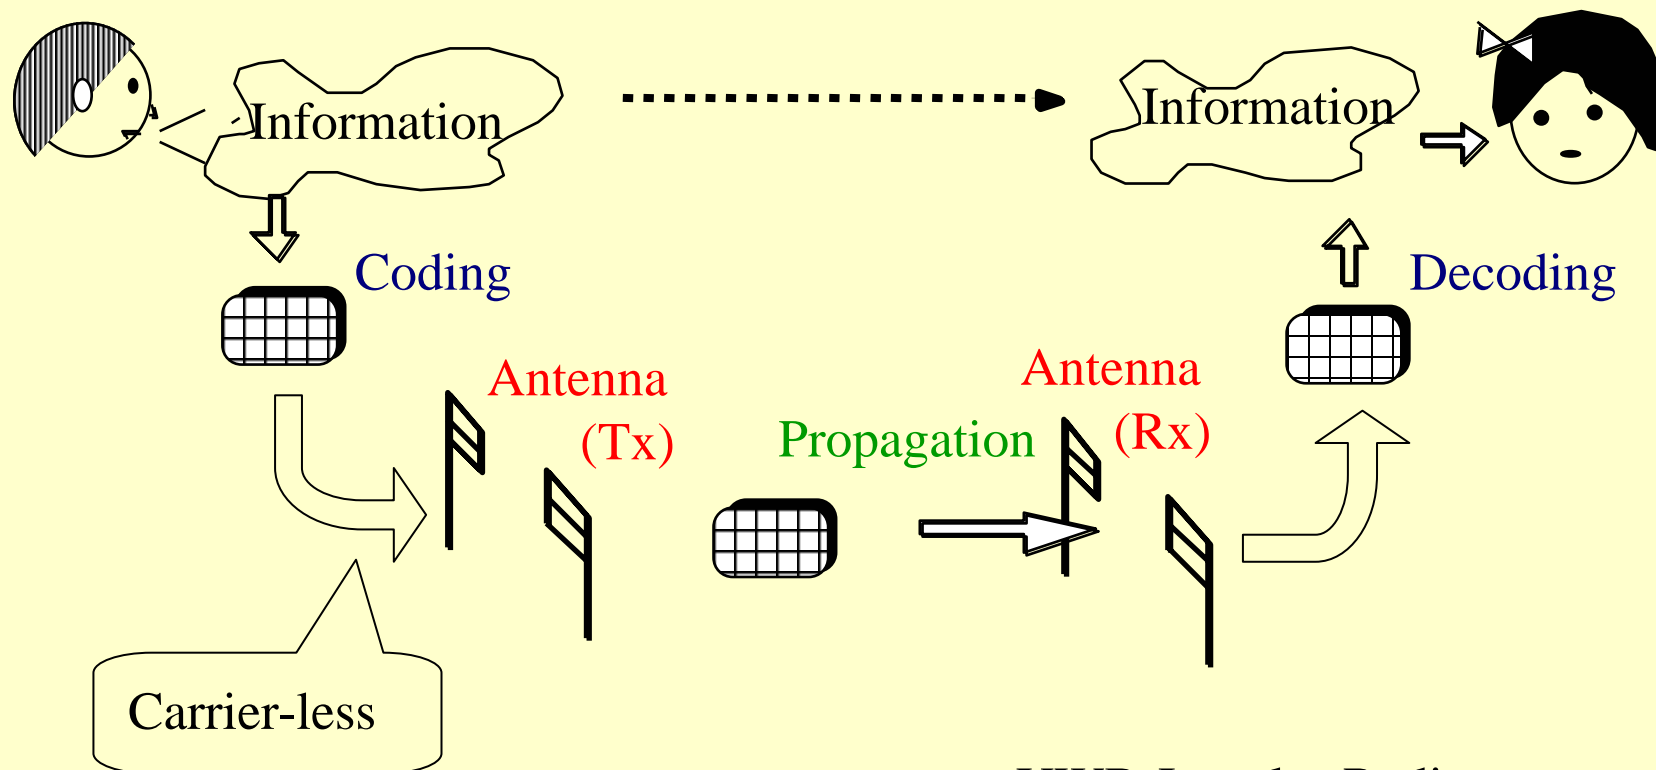 Information
Information
Coding
Decoding
Antenna
(Tx)
Antenna
(Rx)
Propagation
Carrier-less